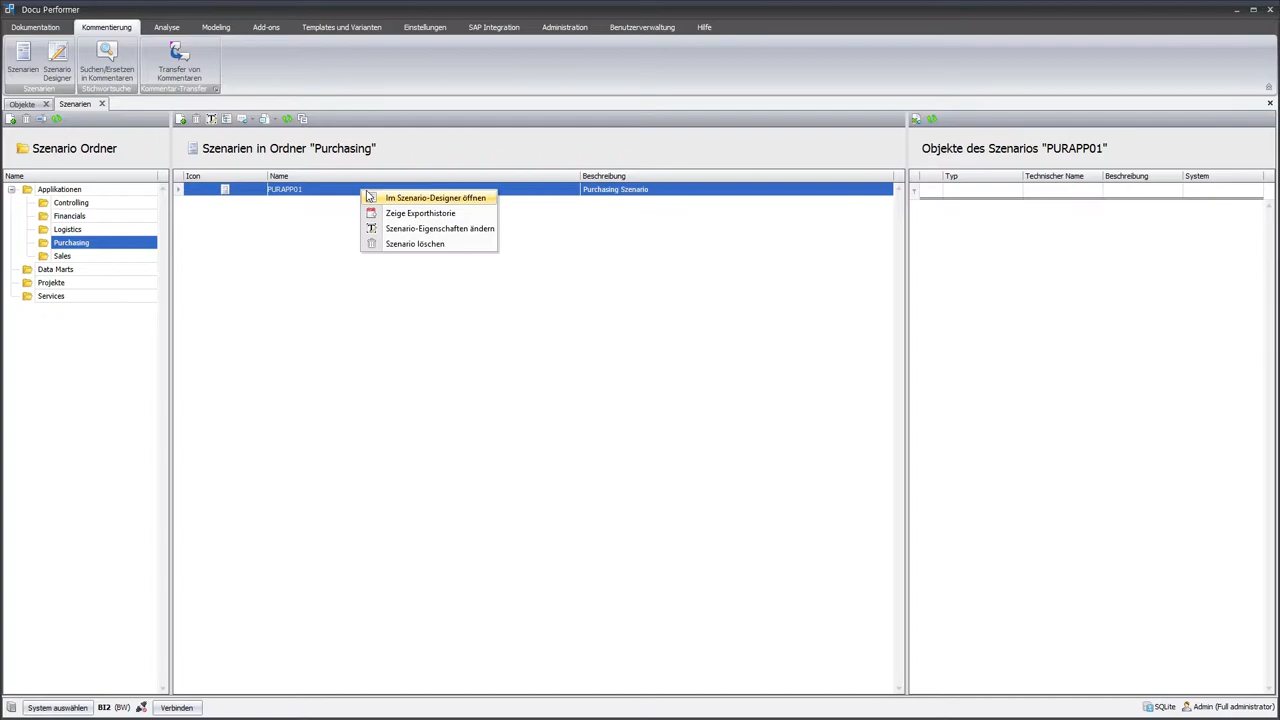 Docu Performer
Dokumentation Kommentierung Analyse Modeling Add-ons Templates und Varianten Einstellungen SAP Integration Administration Benutzerverwaltung Hilfe
Szenarien
Szenario Designer
Suchen/Ersetzen in Kommentaren
Transfer von Kommentaren
Szenarien Stichwortsuche Kommentar-Transfer
Objekte Szenarien
Szenario Ordner
Name
Applikationen
Controlling
Financials
Logistics
Purchasing
Sales
Data Marts
Projekte
Services
Szenarien in Ordner "Purchasing"
Icon Name Beschreibung
PURAPP01 Purchasing Szenario
Im Szenario-Designer öffnen
Zeige Exporthistorie
Szenario-Eigenschaften ändern
Szenario löschen
Objekte des Szenarios "PURAPP01"
Typ Technischer Name Beschreibung System
System auswählen BI2 (BW) Verbinden SQLite Admin (Full administrator)